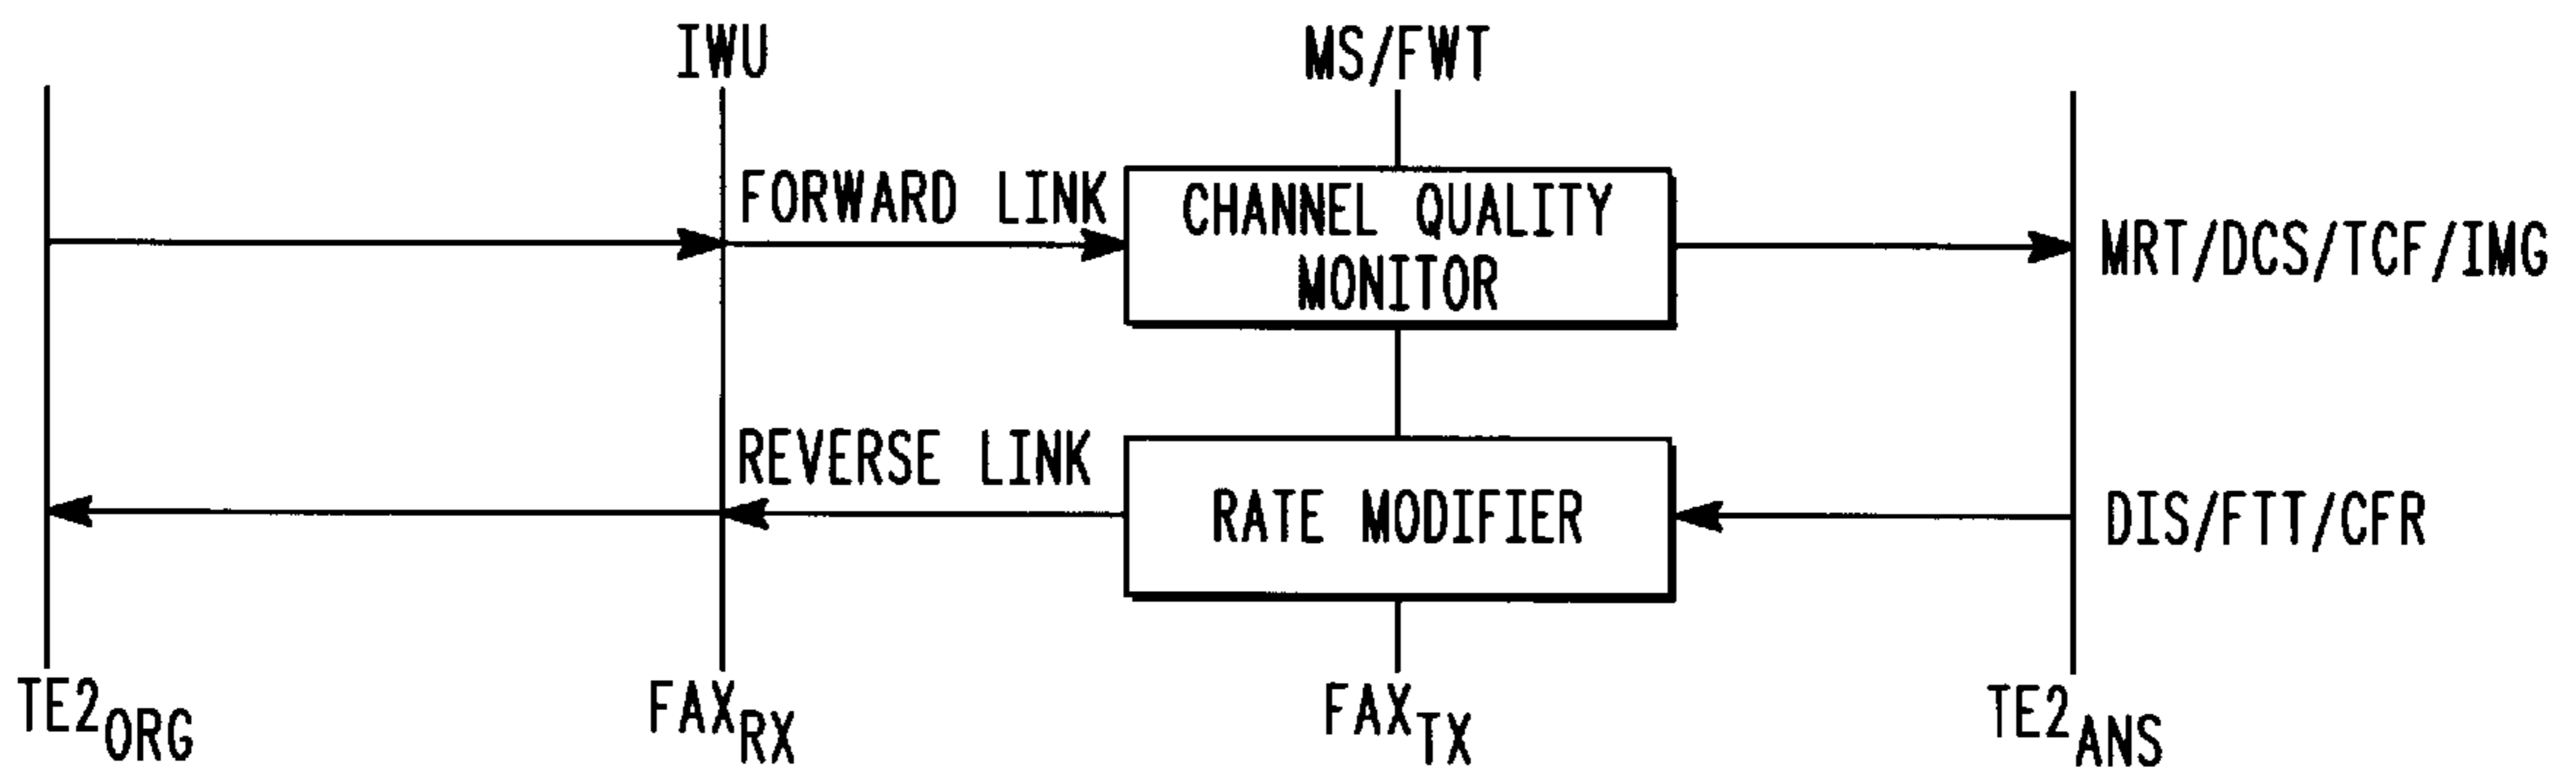 IWU
MS/FWT
FORWARD LINK
CHANNEL QUALITY
MONITOR
MRT/DCS/TCF/IMG
REVERSE LINK
RATE MODIFIER
DIS/FTT/CFR
TE2ORG
FAXRX
FAXTX
TE2ANS